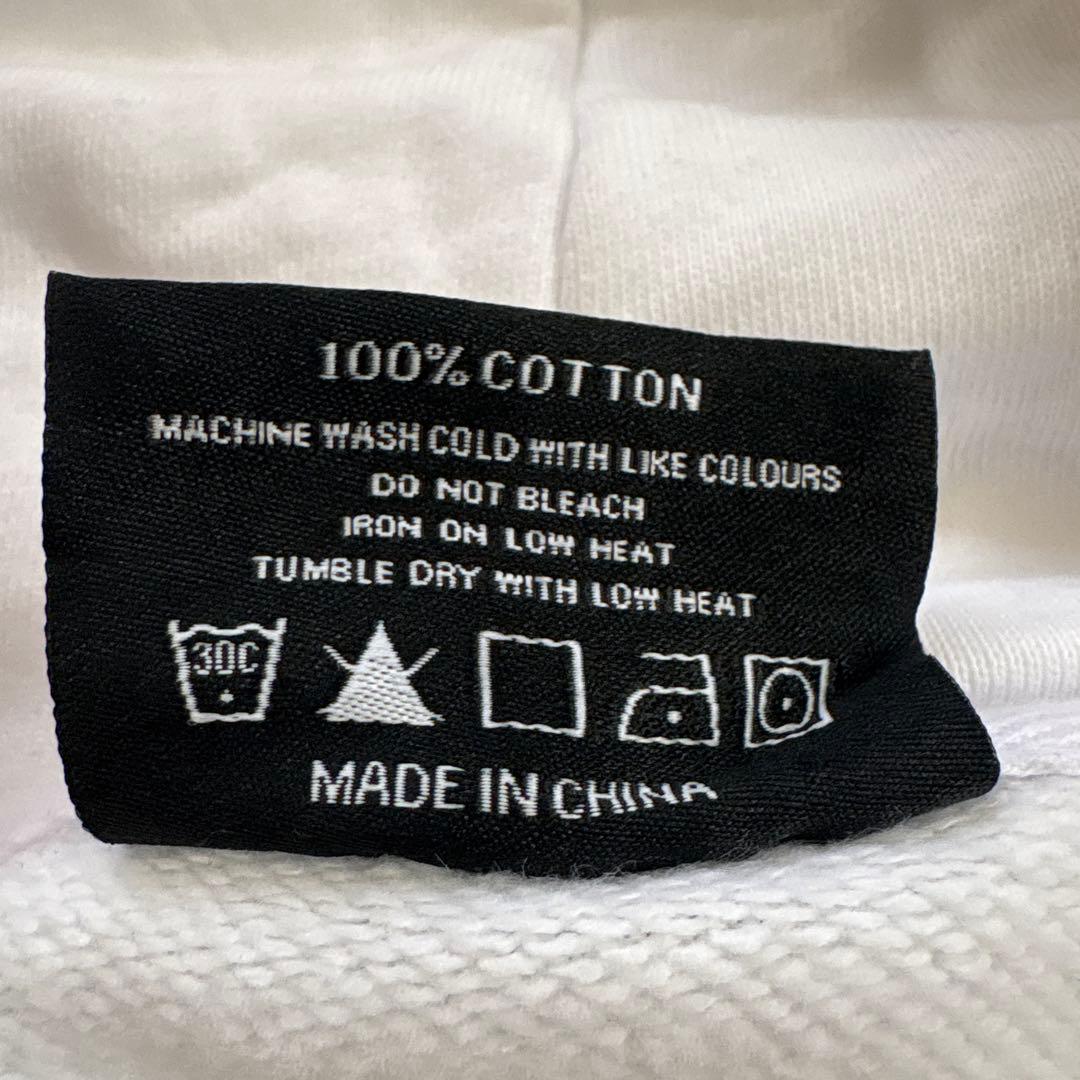 100% COTTON
MACHINE WASH COLD WITH LIKE COLOURS
DO NOT BLEACH
IRON ON LOW HEAT
TUMBLE DRY WITH LOW HEAT
30C
MADE IN CHINA